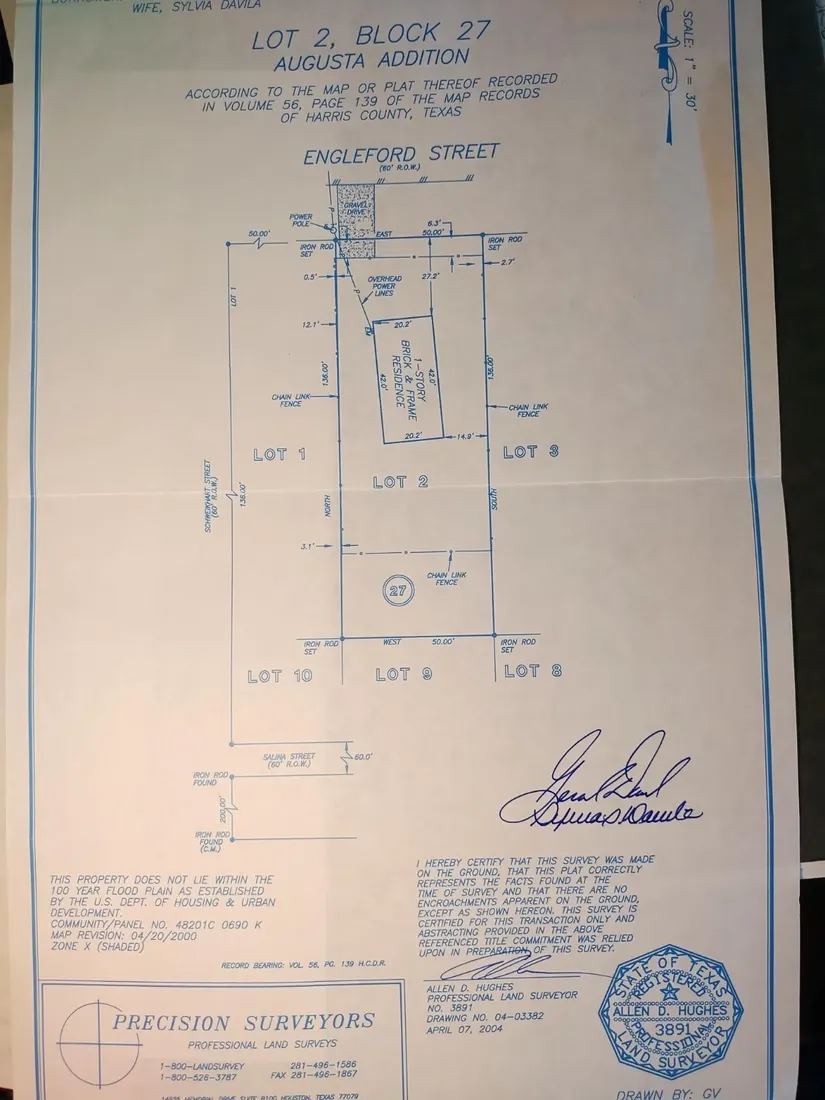 WIFE, SYLVIA DAVILA
LOT 2, BLOCK 27
AUGUSTA ADDITION
ACCORDING TO THE MAP OR PLAT THEREOF RECORDED
IN VOLUME 56, PAGE 139 OF THE MAP RECORDS
OF HARRIS COUNTY, TEXAS
SCALE: 1" = 30'
ENGLEFORD STREET
(60' R.O.W.)
GRAVELY
DRIVE
POWER
POLE
50.00'
IRON ROD
SET
EAST
50.00'
6.3'
IRON ROD
SET
2.7'
0.5'
OVERHEAD
POWER
LINES
27.2'
LOT 1
12.1'
20.2'
1-STORY
BRICK & FRAME
RESIDENCE
42.0'
42.0'
136.00'
136.00'
CHAIN LINK
FENCE
CHAIN LINK
FENCE
20.2'
14.9'
LOT 1
LOT 2
LOT 3
SCHWEIKHART STREET
(60' R.O.W.)
136.00'
NORTH
SOUTH
3.1'
CHAIN LINK
FENCE
27
IRON ROD
SET
WEST
50.00'
IRON ROD
SET
LOT 10
LOT 9
LOT 8
SALINA STREET
(60' R.O.W.)
60.0'
IRON ROD
FOUND
200.00'
IRON ROD
FOUND
(C.M.)
THIS PROPERTY DOES NOT LIE WITHIN THE
100 YEAR FLOOD PLAIN AS ESTABLISHED
BY THE U.S. DEPT. OF HOUSING & URBAN
DEVELOPMENT.
COMMUNITY/PANEL NO. 48201C 0690 K
MAP REVISION: 04/20/2000
ZONE X (SHADED)
RECORD BEARING: VOL. 56, PG. 139 H.C.D.R.
I HEREBY CERTIFY THAT THIS SURVEY WAS MADE
ON THE GROUND, THAT THIS PLAT CORRECTLY
REPRESENTS THE FACTS FOUND AT THE
TIME OF SURVEY AND THAT THERE ARE NO
ENCROACHMENTS APPARENT ON THE GROUND,
EXCEPT AS SHOWN HEREON. THIS SURVEY IS
CERTIFIED FOR THIS TRANSACTION ONLY AND
ABSTRACTING PROVIDED IN THE ABOVE
REFERENCED TITLE COMMITMENT WAS RELIED
UPON IN PREPARATION OF THIS SURVEY.
ALLEN D. HUGHES
PROFESSIONAL LAND SURVEYOR
NO. 3891
DRAWING NO. 04-03382
APRIL 07, 2004
STATE OF TEXAS
REGISTERED
ALLEN D. HUGHES
3891
PROFESSIONAL
LAND SURVEYOR
PRECISION SURVEYORS
PROFESSIONAL LAND SURVEYS
1-800-LANDSURVEY 281-496-1586
1-800-526-3787 FAX 281-496-1867
MEMORIAL DRIVE SUITE B100 HOUSTON, TEXAS 77079
DRAWN BY: GV